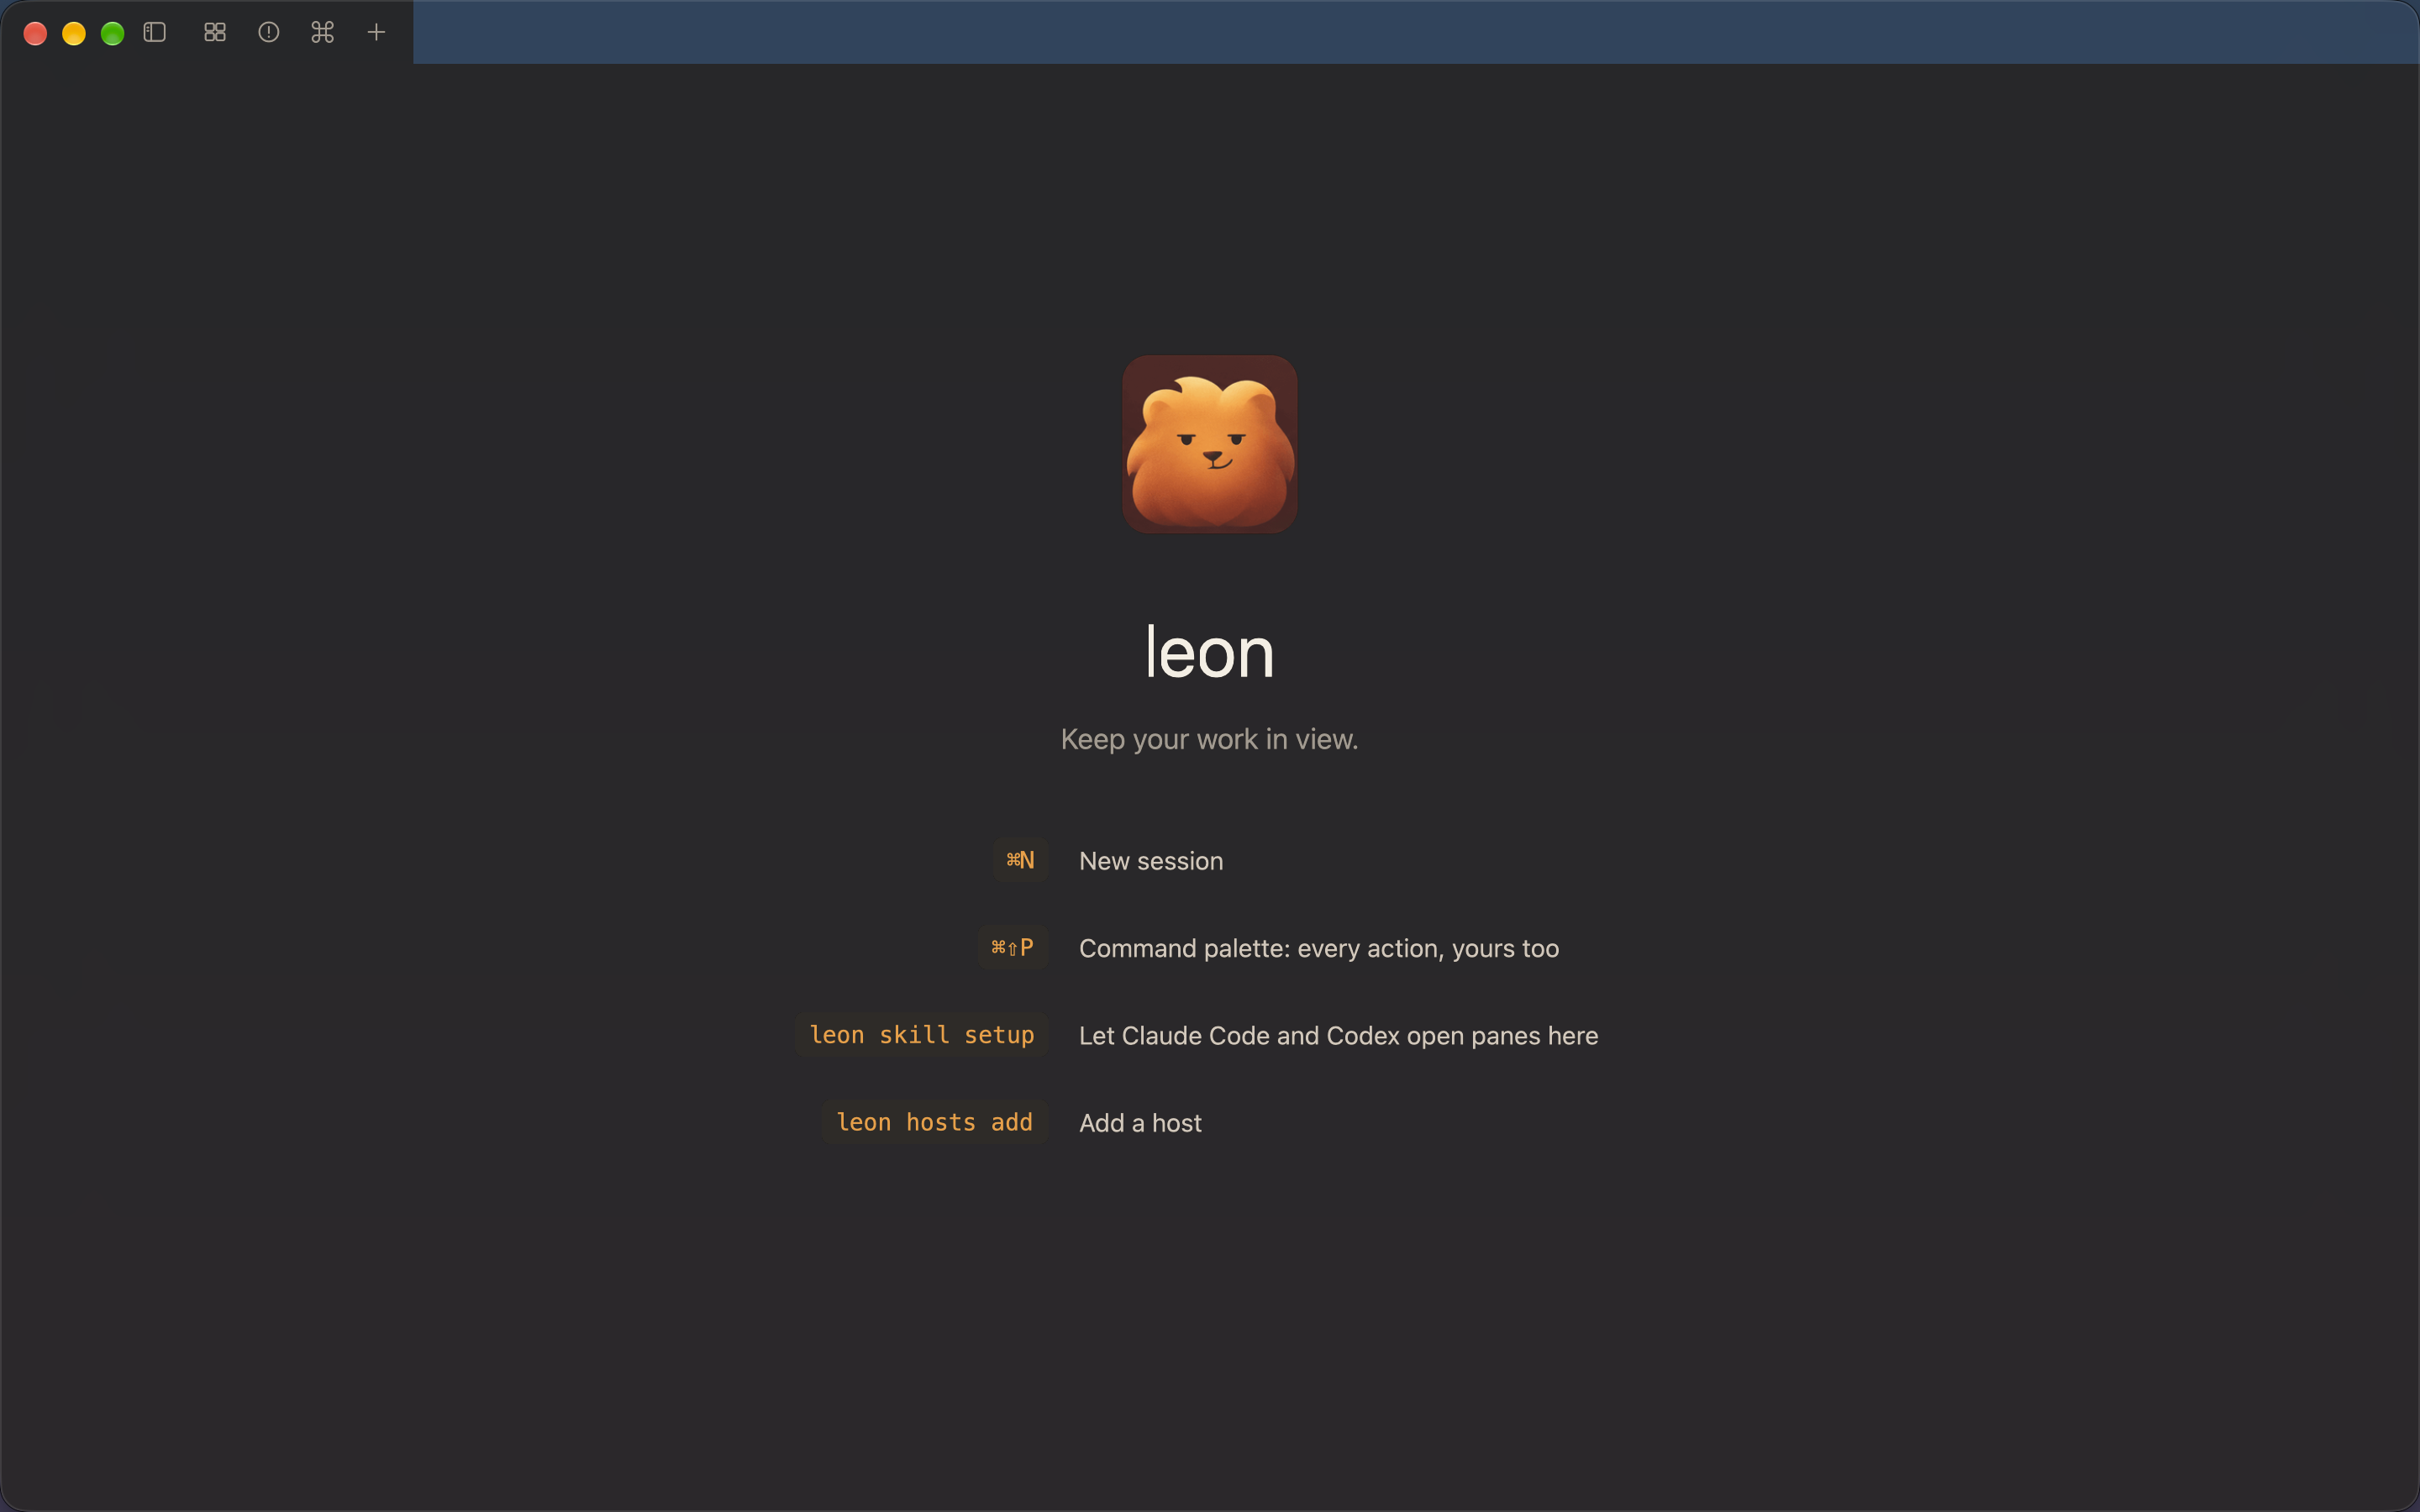 leon
Keep your work in view.
⌘N New session
⌘⇧P Command palette: every action, yours too
leon skill setup Let Claude Code and Codex open panes here
leon hosts add Add a host